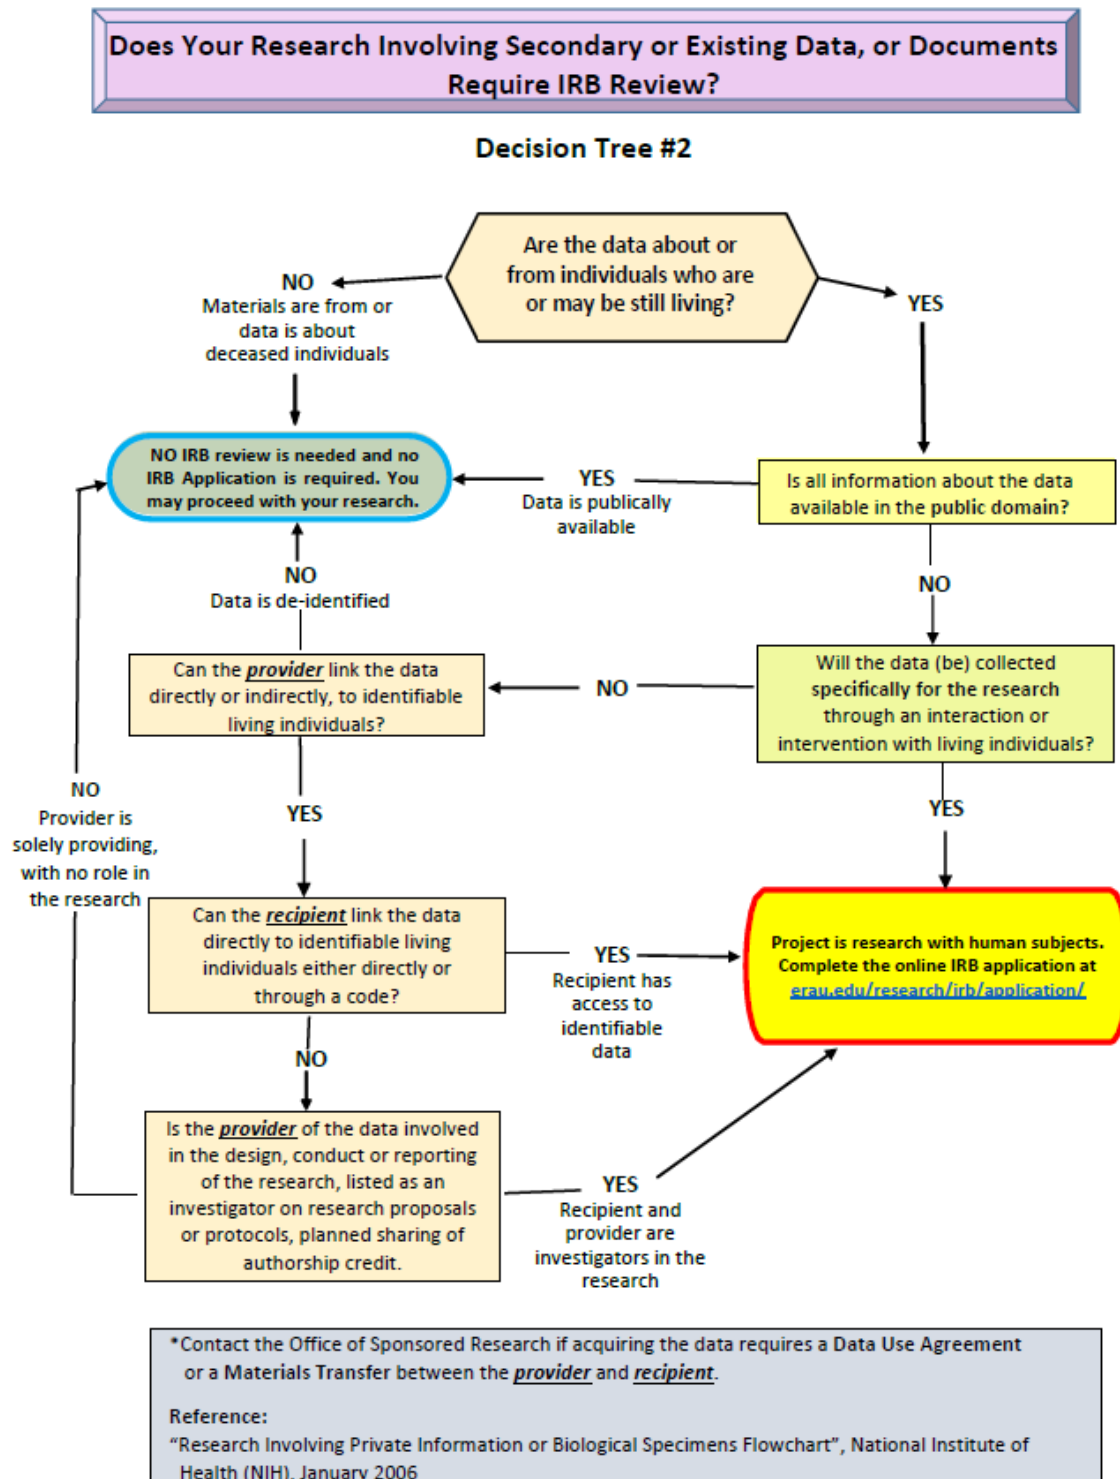 Does Your Research Involving Secondary or Existing Data, or Documents
Require IRB Review?
Decision Tree #2
Are the data about or
from individuals who are
or may be still living?
NO
Materials are from or
data is about
deceased individuals
YES
NO IRB review is needed and no
IRB Application is required. You
may proceed with your research.
YES
Data is publically
available
Is all information about the data
available in the public domain?
NO
Data is de-identified
NO
Can the provider link the data
directly or indirectly, to identifiable
living individuals?
NO
Will the data (be) collected
specifically for the research
through an interaction or
intervention with living individuals?
NO
Provider is
solely providing,
with no role in
the research
YES
YES
Can the recipient link the data
directly to identifiable living
individuals either directly or
through a code?
YES
Recipient has
access to
identifiable
data
Project is research with human subjects.
Complete the online IRB application at
erau.edu/research/irb/application/
NO
Is the provider of the data involved
in the design, conduct or reporting
of the research, listed as an
investigator on research proposals
or protocols, planned sharing of
authorship credit.
YES
Recipient and
provider are
investigators in the
research
*Contact the Office of Sponsored Research if acquiring the data requires a Data Use Agreement
or a Materials Transfer between the provider and recipient.
Reference:
“Research Involving Private Information or Biological Specimens Flowchart”, National Institute of
Health (NIH), January 2006